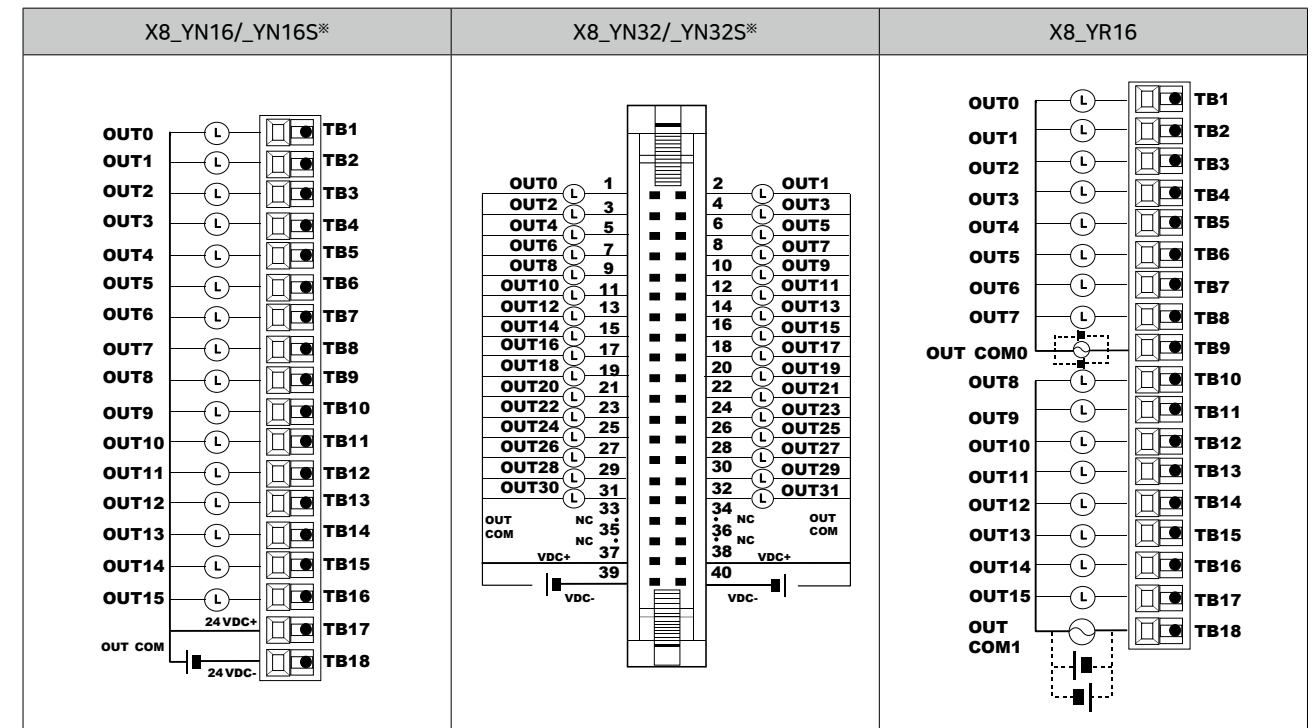 X8_YN16/_YN16S※
X8_YN32/_YN32S※
X8_YR16
OUT0 L TB1
OUT1 L TB2
OUT2 L TB3
OUT3 L TB4
OUT4 L TB5
OUT5 L TB6
OUT6 L TB7
OUT7 L TB8
OUT8 L TB9
OUT9 L TB10
OUT10 L TB11
OUT11 L TB12
OUT12 L TB13
OUT13 L TB14
OUT14 L TB15
OUT15 L TB16
24 VDC+ TB17
OUT COM
24 VDC- TB18
OUT0 L 1 2 L OUT1
OUT2 L 3 4 L OUT3
OUT4 L 5 6 L OUT5
OUT6 L 7 8 L OUT7
OUT8 L 9 10 L OUT9
OUT10 L 11 12 L OUT11
OUT12 L 13 14 L OUT13
OUT14 L 15 16 L OUT15
OUT16 L 17 18 L OUT17
OUT18 L 19 20 L OUT19
OUT20 L 21 22 L OUT21
OUT22 L 23 24 L OUT23
OUT24 L 25 26 L OUT25
OUT26 L 27 28 L OUT27
OUT28 L 29 30 L OUT29
OUT30 L 31 32 L OUT31
33 34
OUT NC NC OUT
COM 35 36 COM
NC NC
VDC+ 37 38 VDC+
39 40
VDC- VDC-
OUT0 L TB1
OUT1 L TB2
OUT2 L TB3
OUT3 L TB4
OUT4 L TB5
OUT5 L TB6
OUT6 L TB7
OUT7 L TB8
OUT COM0 TB9
OUT8 L TB10
OUT9 L TB11
OUT10 L TB12
OUT11 L TB13
OUT12 L TB14
OUT13 L TB15
OUT14 L TB16
OUT15 L TB17
OUT TB18
COM1